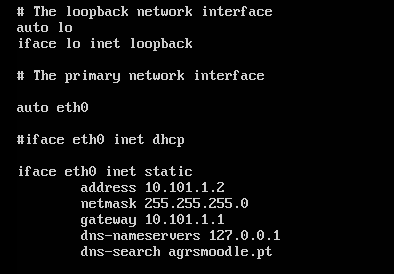 # The loopback network interface
auto lo
iface lo inet loopback
# The primary network interface
auto eth0
#iface eth0 inet dhcp
iface eth0 inet static
address 10.101.1.2
netmask 255.255.255.0
gateway 10.101.1.1
dns-nameservers 127.0.0.1
dns-search agrsmoodle.pt